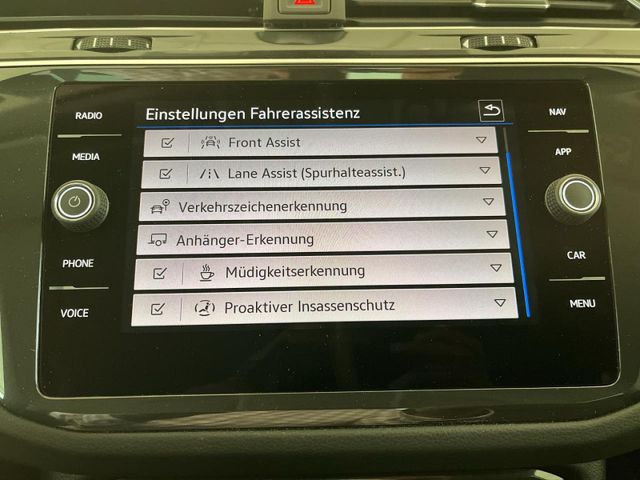 RADIO
MEDIA
PHONE
VOICE
Einstellungen Fahrerassistenz
Front Assist
Lane Assist (Spurhalteassist.)
Verkehrszeichenerkennung
Anhänger-Erkennung
Müdigkeitserkennung
Proaktiver Insassenschutz
NAV
APP
CAR
MENU